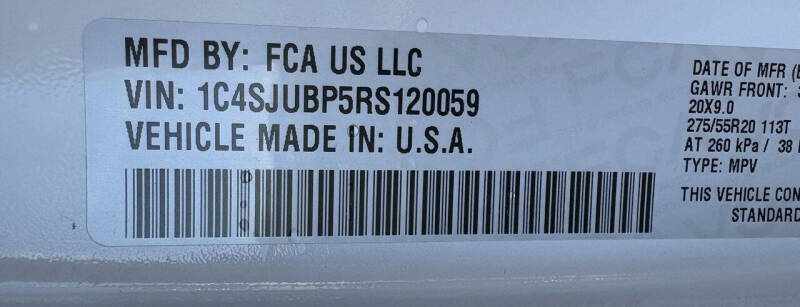 MFD BY: FCA US LLC
VIN: 1C4SJUBP5RS120059
VEHICLE MADE IN: U.S.A.
DATE OF MFR
GAWR FRONT:
20X9.0
275/55R20 113T
AT 260 kPa / 38
TYPE: MPV
THIS VEHICLE
STANDARD